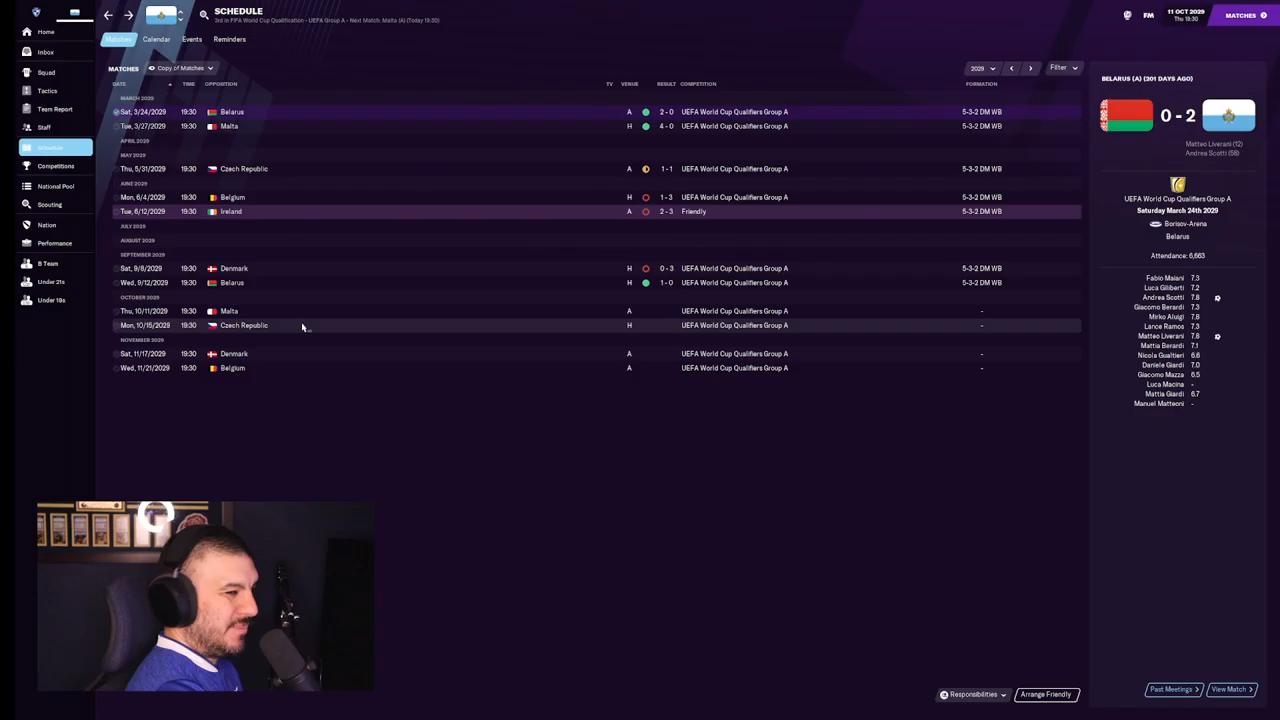 SCHEDULE
3rd in FIFA World Cup Qualification - UEFA Group A - Next Match: Malta (A) (Today 19:30)
11 OCT 2029
Thu 19:30
FM
MATCHES
Home
Inbox
Squad
Tactics
Team Report
Staff
Schedule
Competitions
National Pool
Scouting
Nation
Performance
B Team
Under 21s
Under 19s
Matches Calendar Events Reminders
MATCHES Copy of Matches 2029 Filter
DATE TIME OPPOSITION TV VENUE RESULT COMPETITION FORMATION
MARCH 2029
Sat, 3/24/2029 19:30 Belarus A 2-0 UEFA World Cup Qualifiers Group A 5-3-2 DM WB
Tue, 3/27/2029 19:30 Malta H 4-0 UEFA World Cup Qualifiers Group A 5-3-2 DM WB
APRIL 2029
MAY 2029
Thu, 5/31/2029 19:30 Czech Republic A 1-1 UEFA World Cup Qualifiers Group A 5-3-2 DM WB
JUNE 2029
Mon, 6/4/2029 19:30 Belgium H 1-3 UEFA World Cup Qualifiers Group A 5-3-2 DM WB
Tue, 6/12/2029 19:30 Ireland A 2-3 Friendly 5-3-2 DM WB
JULY 2029
AUGUST 2029
SEPTEMBER 2029
Sat, 9/8/2029 19:30 Denmark H 0-3 UEFA World Cup Qualifiers Group A 5-3-2 DM WB
Wed, 9/12/2029 19:30 Belarus H 1-0 UEFA World Cup Qualifiers Group A 5-3-2 DM WB
OCTOBER 2029
Thu, 10/11/2029 19:30 Malta A UEFA World Cup Qualifiers Group A -
Mon, 10/15/2029 19:30 Czech Republic H UEFA World Cup Qualifiers Group A -
NOVEMBER 2029
Sat, 11/17/2029 19:30 Denmark A UEFA World Cup Qualifiers Group A -
Wed, 11/21/2029 19:30 Belgium A UEFA World Cup Qualifiers Group A -
BELARUS (A) (201 DAYS AGO)
0 - 2
Matteo Liverani (12)
Andrea Scotti (58)
UEFA World Cup Qualifiers Group A
Saturday March 24th 2029
Borisov-Arena
Belarus
Attendance: 6,663
Fabio Maiani 7.3
Luca Giliberti 7.2
Andrea Scotti 7.8
Giacomo Berardi 7.3
Mirko Aluigi 7.8
Lance Ramos 7.3
Matteo Liverani 7.6
Mattia Berardi 7.1
Nicola Gualtieri 6.6
Daniele Giardi 7.0
Giacomo Mazza 6.5
Luca Macina -
Mattia Giardi 6.7
Manuel Matteoni -
Responsibilities Arrange Friendly
Past Meetings View Match